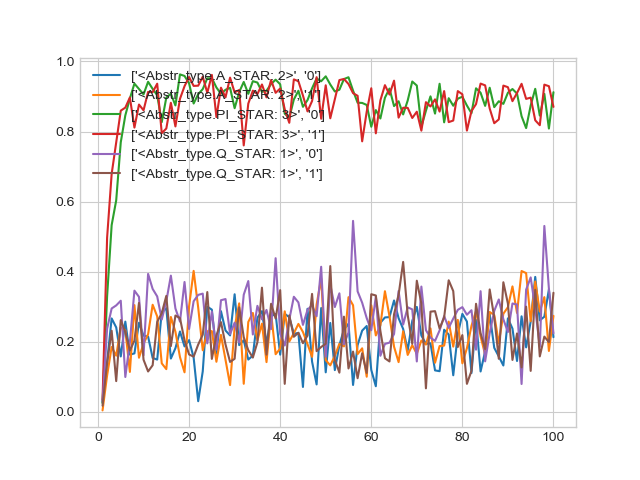 1.0
0.8
0.6
0.4
0.2
0.0
['<Abstr_type.A_STAR: 2>', '0']
['<Abstr_type.A_STAR: 2>', '1']
['<Abstr_type.PI_STAR: 3>', '0']
['<Abstr_type.PI_STAR: 3>', '1']
['<Abstr_type.Q_STAR: 1>', '0']
['<Abstr_type.Q_STAR: 1>', '1']
0 20 40 60 80 100